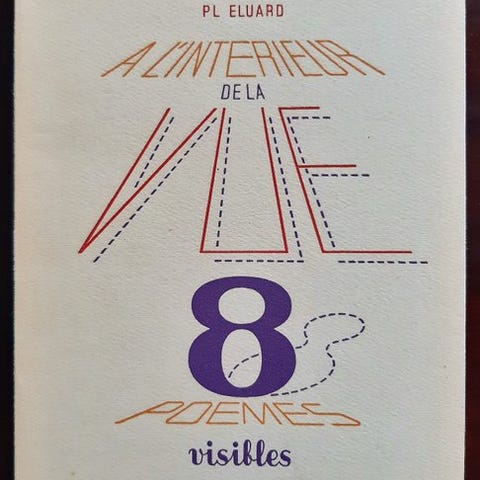 PL ELUARD
A L'INTERIEUR
DE LA
VUE
8
POEMES
visibles